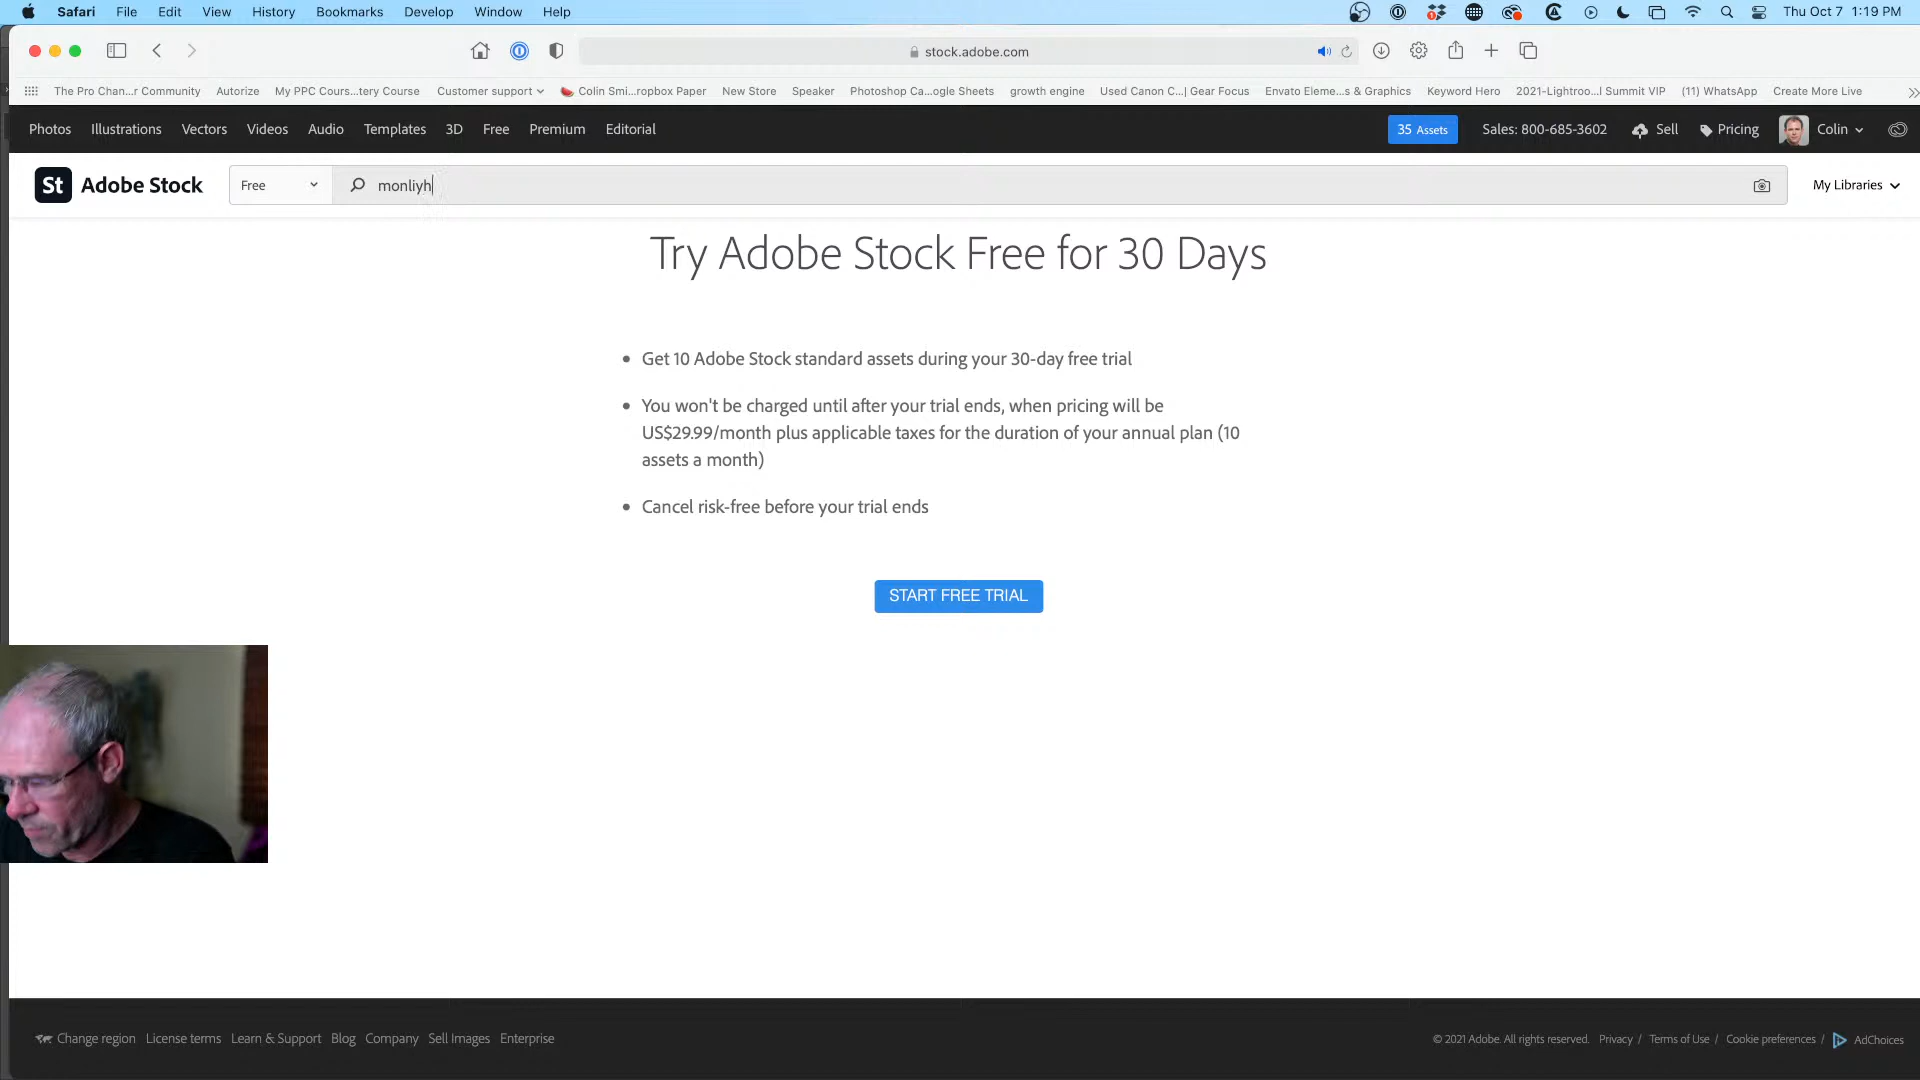 Safari File Edit View History Bookmarks Develop Window Help Thu Oct 7 1:19 PM
stock.adobe.com
The Pro Chan...r Community Autorize My PPC Cours...tery Course Customer support Colin Smi...ropbox Paper New Store Speaker Photoshop Ca...ogle Sheets growth engine Used Canon C...| Gear Focus Envato Eleme...s & Graphics Keyword Hero 2021-Lightroo...l Summit VIP (11) WhatsApp Create More Live
Photos Illustrations Vectors Videos Audio Templates 3D Free Premium Editorial 35 Assets Sales: 800-685-3602 Sell Pricing Colin
St Adobe Stock Free monliyh My Libraries
Try Adobe Stock Free for 30 Days
• Get 10 Adobe Stock standard assets during your 30-day free trial
• You won't be charged until after your trial ends, when pricing will be
US$29.99/month plus applicable taxes for the duration of your annual plan (10
assets a month)
• Cancel risk-free before your trial ends
START FREE TRIAL
Change region License terms Learn & Support Blog Company Sell Images Enterprise © 2021 Adobe. All rights reserved. Privacy / Terms of Use / Cookie preferences / AdChoices